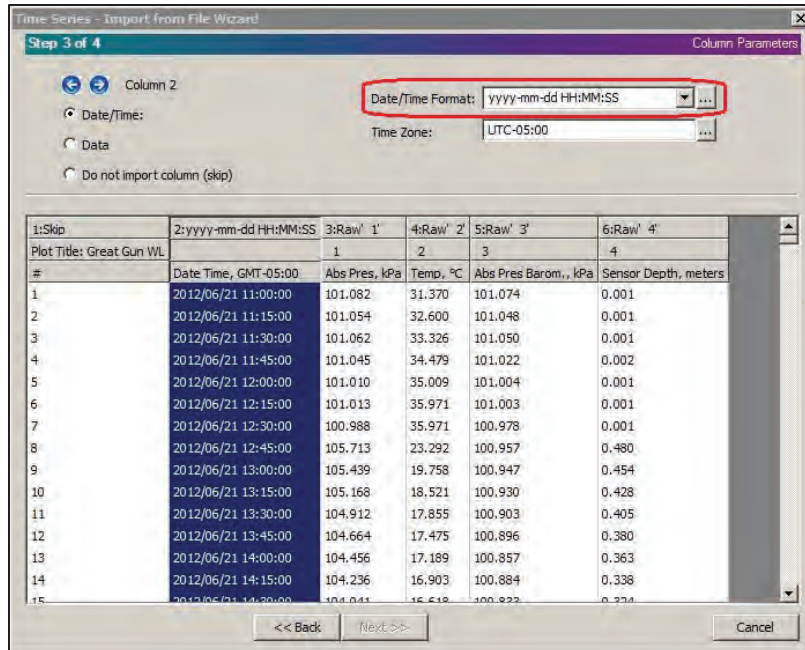 Time Series - Import from File Wizard
Step 3 of 4 Column Parameters
Column 2
Date/Time:
Data
Do not import column (skip)
Date/Time Format: yyyy-mm-dd HH:MM:SS ...
Time Zone: UTC-05:00 ...
1:Skip 2:yyyy-mm-dd HH:MM:SS 3:Raw' 1' 4:Raw' 2' 5:Raw' 3' 6:Raw' 4'
Plot Title: Great Gun WL 1 2 3 4
# Date Time, GMT-05:00 Abs Pres, kPa Temp, °C Abs Pres Barom., kPa Sensor Depth, meters
1 2012/06/21 11:00:00 101.082 31.370 101.074 0.001
2 2012/06/21 11:15:00 101.054 32.600 101.048 0.001
3 2012/06/21 11:30:00 101.062 33.326 101.050 0.001
4 2012/06/21 11:45:00 101.045 34.479 101.022 0.002
5 2012/06/21 12:00:00 101.010 35.009 101.004 0.001
6 2012/06/21 12:15:00 101.013 35.971 101.003 0.001
7 2012/06/21 12:30:00 100.988 35.971 100.978 0.001
8 2012/06/21 12:45:00 105.713 23.292 100.957 0.480
9 2012/06/21 13:00:00 105.439 19.758 100.947 0.454
10 2012/06/21 13:15:00 105.168 18.521 100.930 0.428
11 2012/06/21 13:30:00 104.912 17.855 100.903 0.405
12 2012/06/21 13:45:00 104.664 17.475 100.896 0.380
13 2012/06/21 14:00:00 104.456 17.189 100.857 0.363
14 2012/06/21 14:15:00 104.236 16.903 100.884 0.338
15 2012/06/21 14:30:00 104.041 16.618
<< Back Next >> Cancel